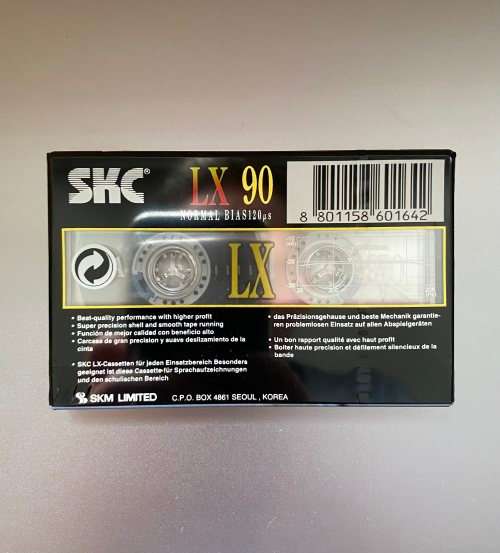 SKC®
LX 90
NORMAL BIAS 120μs
8 801158 601642
LX
• Best-quality performance with higher profit
• Super precision shell and smooth tape running
• Función de mejor calidad con beneficio alto
• Carcasa de gran precision y suave deslizamiento de la
cinta
• SKC LX-Cassetten für jeden Einsatzbereich Besonders
geeignet ist diese Cassette für Sprachaufzeichnungen
und den schulischen Bereich
• das Präzisionsgehause und beste Mechanik garantie-
ren problemlosen Einsatz auf allen Abspielgeräten
• Un bon rapport qualité avec haut profit
• Boiter haute precision et défilement silencieux de la
bande
SKM LIMITED
C.P.O. BOX 4861 SEOUL, KOREA